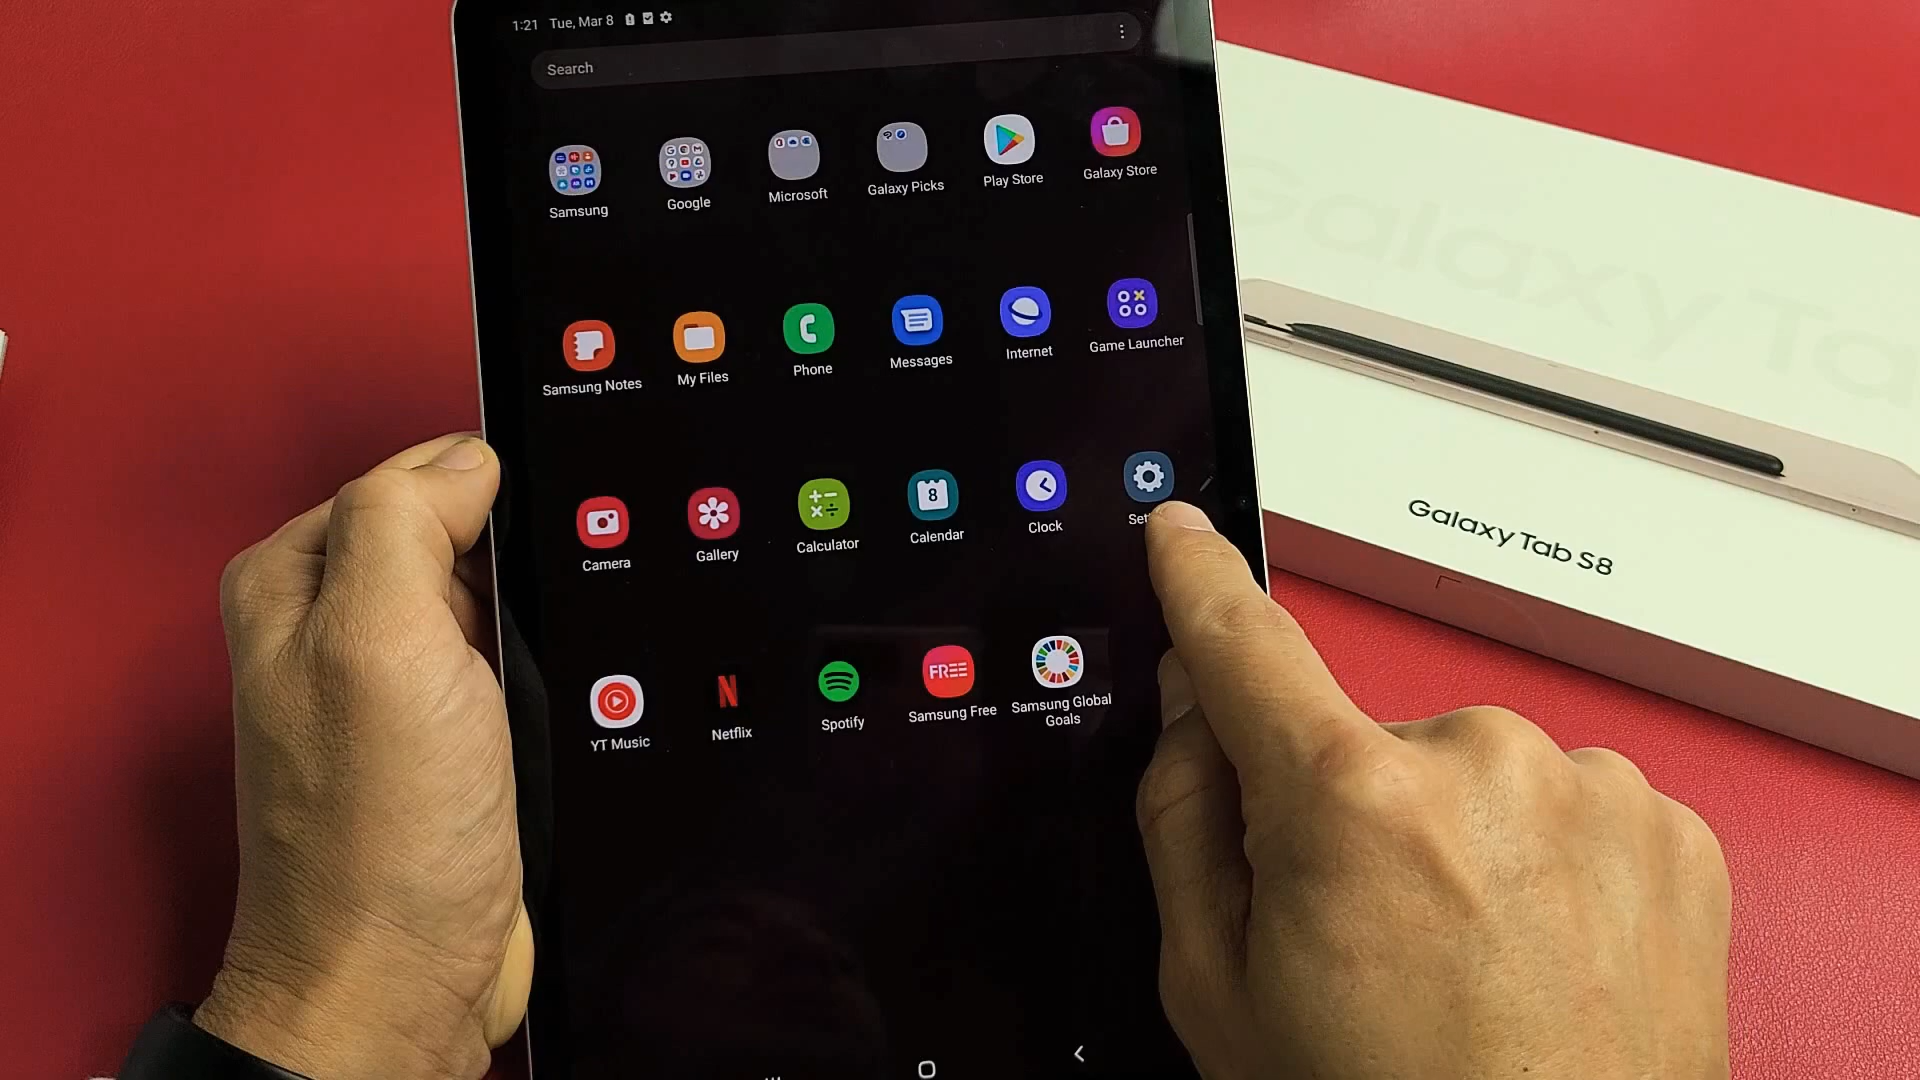 1:21 Tue, Mar 8
Search
Samsung
Google
Microsoft
Galaxy Picks
Play Store
Galaxy Store
Samsung Notes
My Files
Phone
Messages
Internet
Game Launcher
Camera
Gallery
Calculator
8
Calendar
Clock
Set
YT Music
N
Netflix
Spotify
FREE
Samsung Free
Samsung Global
Goals
Galaxy Ta
Galaxy Tab S8